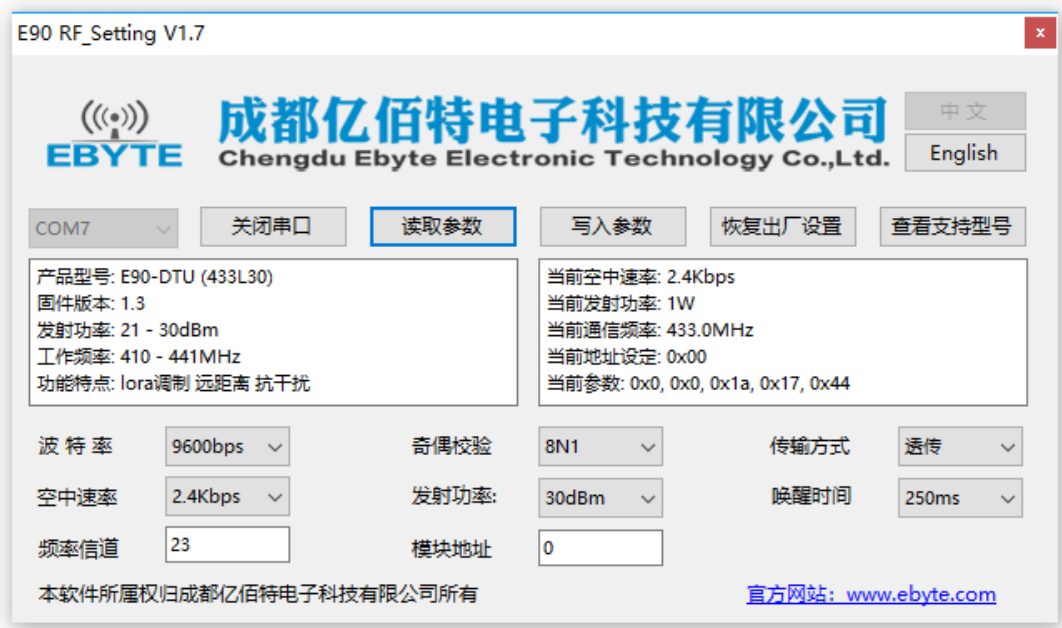 E90 RF_Setting V1.7
x
EBYTE
成都亿佰特电子科技有限公司
Chengdu Ebyte Electronic Technology Co.,Ltd.
中 文
English
COM7
关闭串口
读取参数
写入参数
恢复出厂设置
查看支持型号
产品型号: E90-DTU (433L30)
固件版本: 1.3
发射功率: 21 - 30dBm
工作频率: 410 - 441MHz
功能特点: lora调制 远距离 抗干扰
当前空中速率: 2.4Kbps
当前发射功率: 1W
当前通信频率: 433.0MHz
当前地址设定: 0x00
当前参数: 0x0, 0x0, 0x1a, 0x17, 0x44
波 特 率 9600bps 奇偶校验 8N1 传输方式 透传
空中速率 2.4Kbps 发射功率: 30dBm 唤醒时间 250ms
频率信道 23 模块地址 0
本软件所属权归成都亿佰特电子科技有限公司所有 官方网站：www.ebyte.com